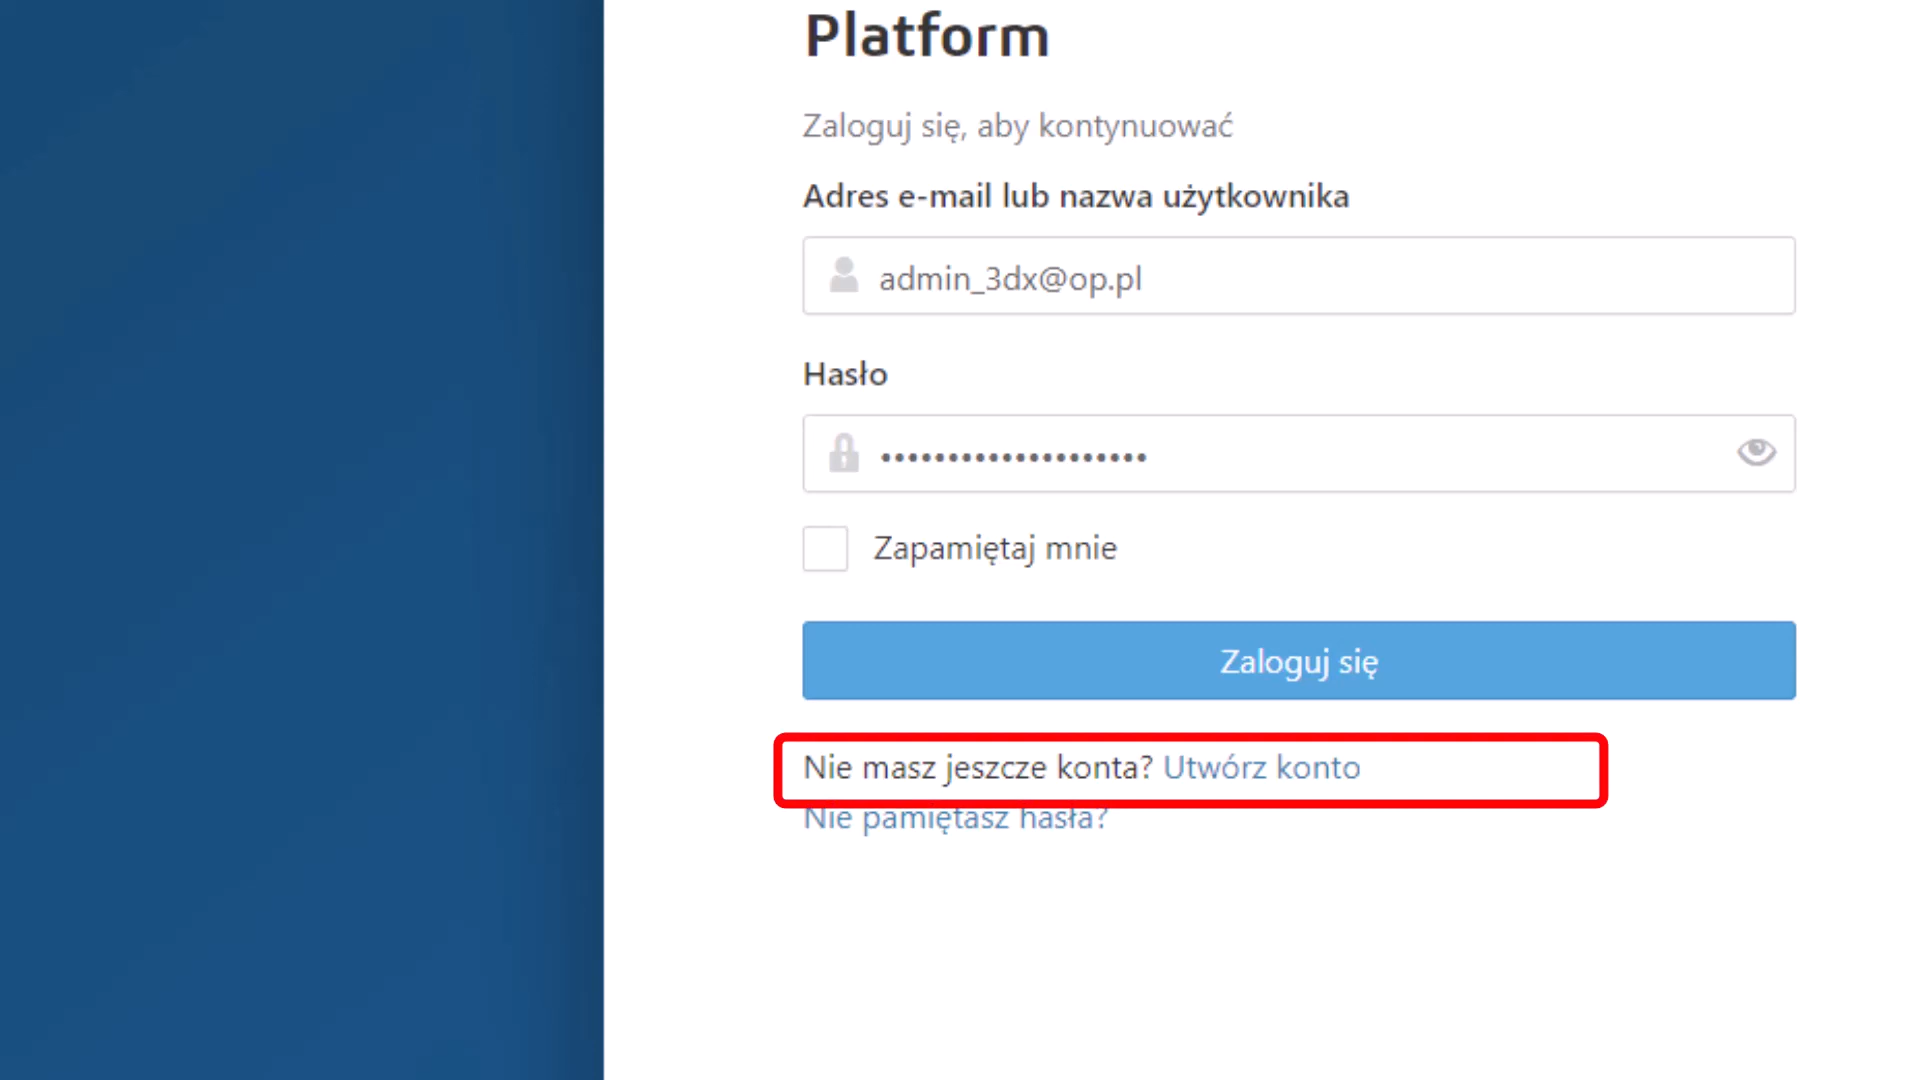 Platform
Zaloguj się, aby kontynuować
Adres e-mail lub nazwa użytkownika
admin_3dx@op.pl
Hasło
••••••••••••••••••••
Zapamiętaj mnie
Zaloguj się
Nie masz jeszcze konta? Utwórz konto
Nie pamiętasz hasła?